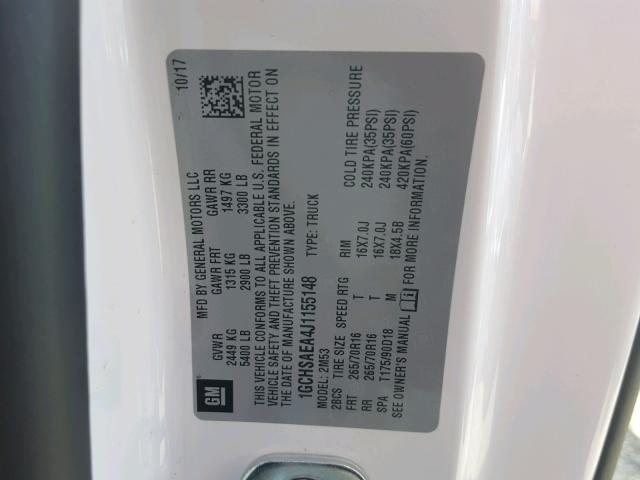 10/17
MFD BY GENERAL MOTORS LLC
GVWR GAWR FRT GAWR RR
2449 KG 1315 KG 1497 KG
5400 LB 2900 LB 3300 LB
THIS VEHICLE CONFORMS TO ALL APPLICABLE U.S. FEDERAL MOTOR
VEHICLE SAFETY AND THEFT PREVENTION STANDARDS IN EFFECT ON
THE DATE OF MANUFACTURE SHOWN ABOVE.
1GCHSAEA4J1155148 TYPE: TRUCK
MODEL: 2M53
2BCS TIRE SIZE SPEED RTG RIM COLD TIRE PRESSURE
FRT 265/70R16 T 16X7.0J 240KPA(35PSI)
RR 265/70R16 T 16X7.0J 240KPA(35PSI)
SPA T175/90D18 M 18X4.5B 420KPA(60PSI)
SEE OWNER'S MANUAL FOR MORE INFORMATION
GM